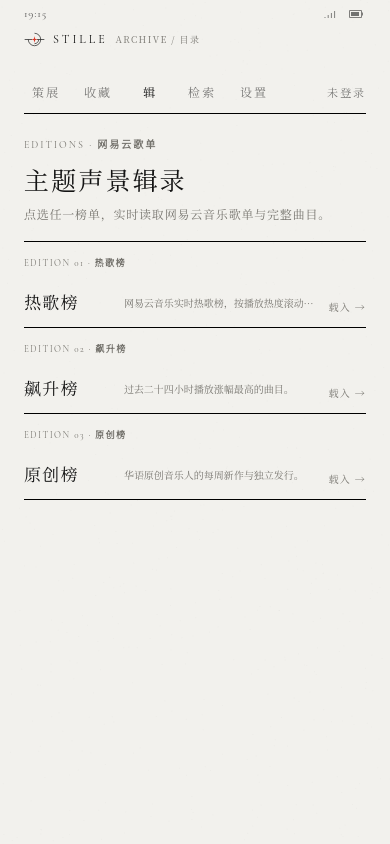 19:15
STILLE ARCHIVE / 目录
策展 收藏 辑 检索 设置 未登录
EDITIONS · 网易云歌单
主题声景辑录
点选任一榜单，实时读取网易云音乐歌单与完整曲目。
EDITION 01 · 热歌榜
热歌榜 网易云音乐实时热歌榜，按播放热度滚动… 载入 →
EDITION 02 · 飙升榜
飙升榜 过去二十四小时播放涨幅最高的曲目。 载入 →
EDITION 03 · 原创榜
原创榜 华语原创音乐人的每周新作与独立发行。 载入 →